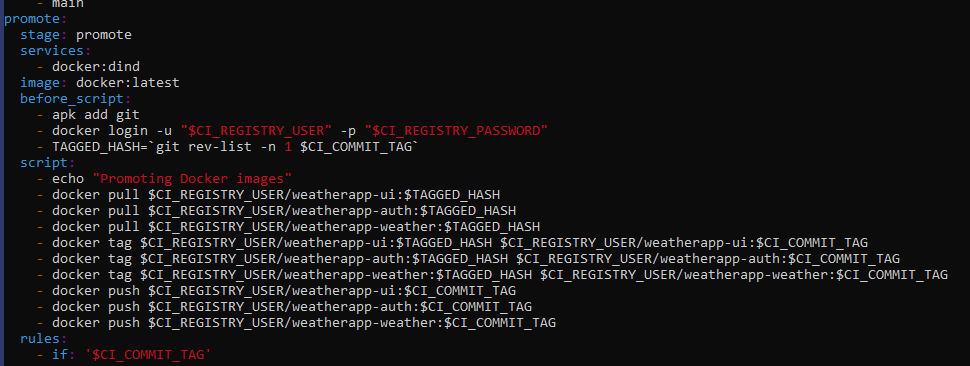 - main
promote:
stage: promote
services:
- docker:dind
image: docker:latest
before_script:
- apk add git
- docker login -u "$CI_REGISTRY_USER" -p "$CI_REGISTRY_PASSWORD"
- TAGGED_HASH=`git rev-list -n 1 $CI_COMMIT_TAG`
script:
- echo "Promoting Docker images"
- docker pull $CI_REGISTRY_USER/weatherapp-ui:$TAGGED_HASH
- docker pull $CI_REGISTRY_USER/weatherapp-auth:$TAGGED_HASH
- docker pull $CI_REGISTRY_USER/weatherapp-weather:$TAGGED_HASH
- docker tag $CI_REGISTRY_USER/weatherapp-ui:$TAGGED_HASH $CI_REGISTRY_USER/weatherapp-ui:$CI_COMMIT_TAG
- docker tag $CI_REGISTRY_USER/weatherapp-auth:$TAGGED_HASH $CI_REGISTRY_USER/weatherapp-auth:$CI_COMMIT_TAG
- docker tag $CI_REGISTRY_USER/weatherapp-weather:$TAGGED_HASH $CI_REGISTRY_USER/weatherapp-weather:$CI_COMMIT_TAG
- docker push $CI_REGISTRY_USER/weatherapp-ui:$CI_COMMIT_TAG
- docker push $CI_REGISTRY_USER/weatherapp-auth:$CI_COMMIT_TAG
- docker push $CI_REGISTRY_USER/weatherapp-weather:$CI_COMMIT_TAG
rules:
- if: '$CI_COMMIT_TAG'